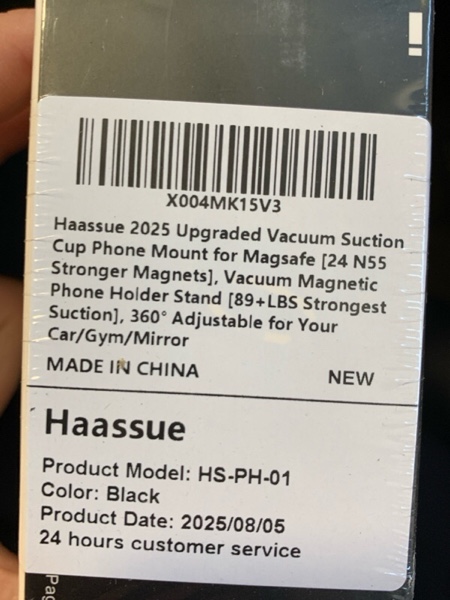 !
X004MK15V3
Haassue 2025 Upgraded Vacuum Suction
Cup Phone Mount for Magsafe [24 N55
Stronger Magnets], Vacuum Magnetic
Phone Holder Stand [89+LBS Strongest
Suction], 360° Adjustable for Your
Car/Gym/Mirror
MADE IN CHINA
NEW
Haassue
Product Model: HS-PH-01
Color: Black
Product Date: 2025/08/05
24 hours customer service